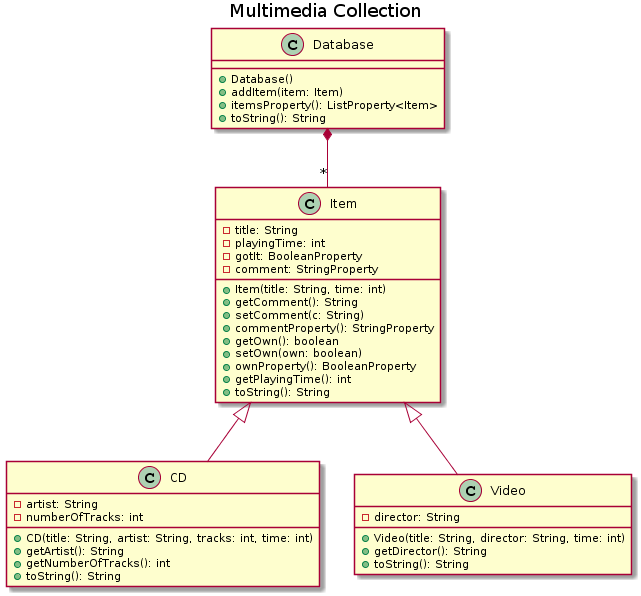 Multimedia Collection
C Database
Database()
addItem(item: Item)
itemsProperty(): ListProperty<Item>
toString(): String
*
C Item
title: String
playingTime: int
gotIt: BooleanProperty
comment: StringProperty
Item(title: String, time: int)
getComment(): String
setComment(c: String)
commentProperty(): StringProperty
getOwn(): boolean
setOwn(own: boolean)
ownProperty(): BooleanProperty
getPlayingTime(): int
toString(): String
C CD
artist: String
numberOfTracks: int
CD(title: String, artist: String, tracks: int, time: int)
getArtist(): String
getNumberOfTracks(): int
toString(): String
C Video
director: String
Video(title: String, director: String, time: int)
getDirector(): String
toString(): String